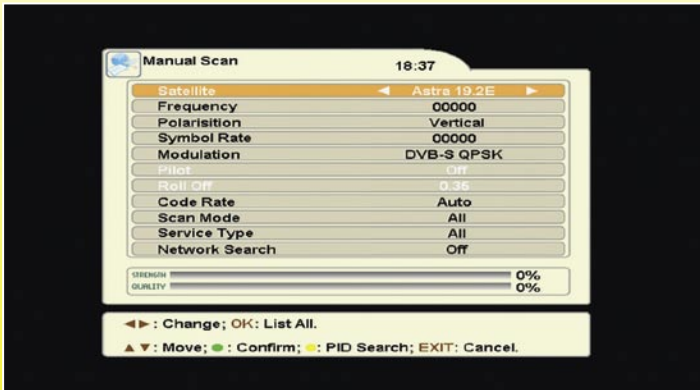 Manual Scan 18:37
Satellite ◀ Astra 19.2E ▶
Frequency 00000
Polarisition Vertical
Symbol Rate 00000
Modulation DVB-S QPSK
Pilot Off
Roll Off 0.35
Code Rate Auto
Scan Mode All
Service Type All
Network Search Off
STRENGTH 0%
QUALITY 0%
◀▶: Change; OK: List All.
▲▼: Move; ●: Confirm; ●: PID Search; EXIT: Cancel.